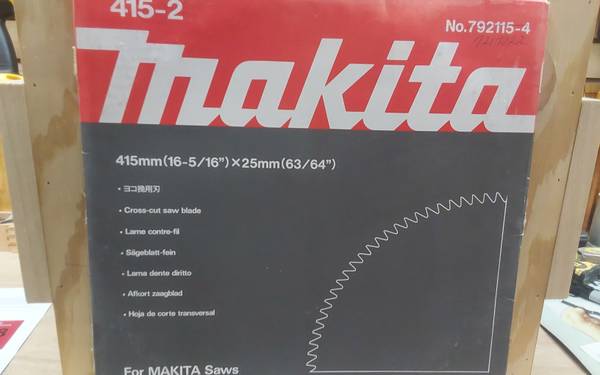 415-2
No.792115-4
makita
415mm(16-5/16")×25mm(63/64")
• ヨコ挽用刃
• Cross-cut saw blade
• Lame contre-fil
• Sägeblatt-fein
• Lama dente diritto
• Afkort zaagblad
• Hoja de corte transversal
For MAKITA Saws